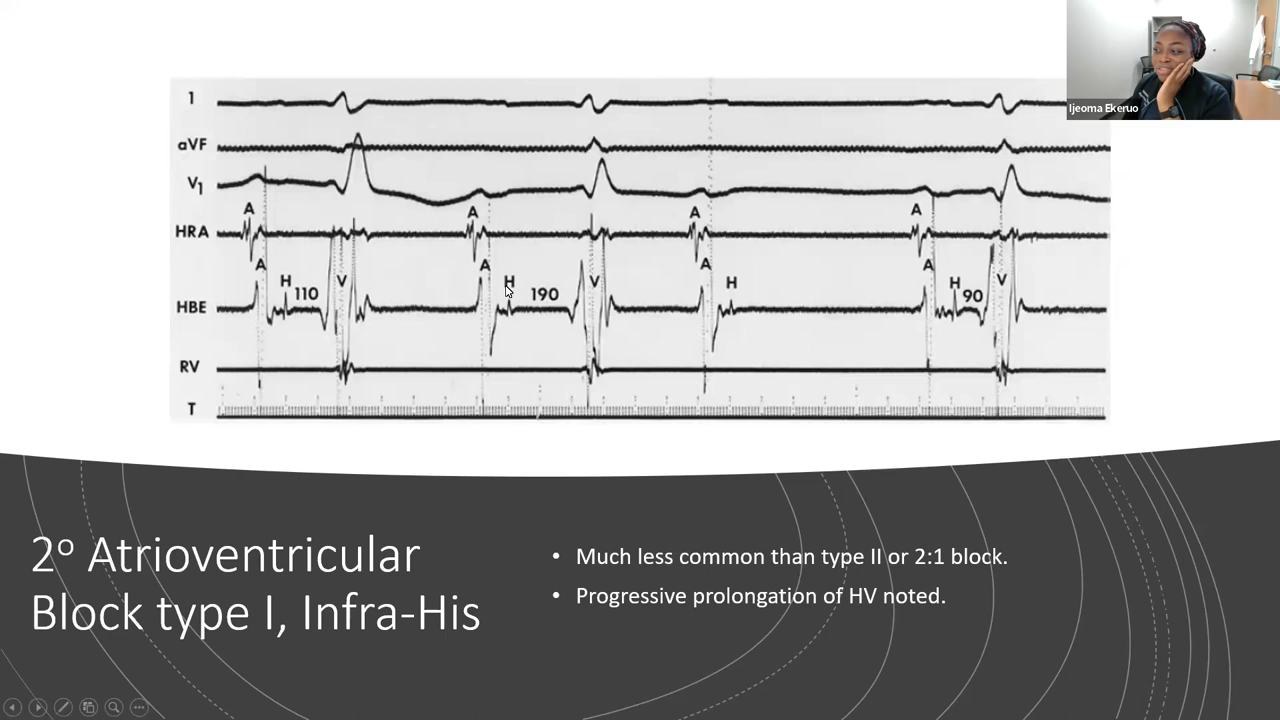 Ijeoma Ekeruo
1
aVF
V1
A A A A
HRA
A A A A
H 110 V H 190 V H H 90 V
HBE
RV
T
2o Atrioventricular
Block type I, Infra-His
• Much less common than type II or 2:1 block.
• Progressive prolongation of HV noted.